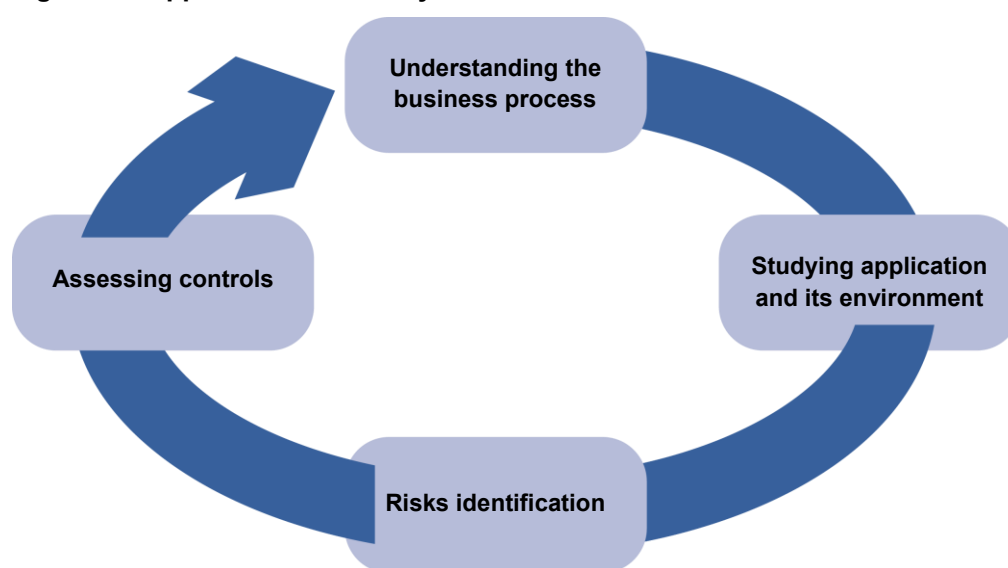 Understanding the
business process
Studying application
and its environment
Risks identification
Assessing controls